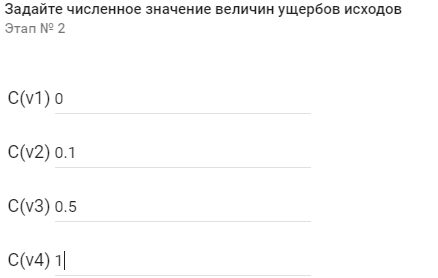 Задайте численное значение величин ущербов исходов
Этап № 2
C(v1) 0
C(v2) 0.1
C(v3) 0.5
C(v4) 1